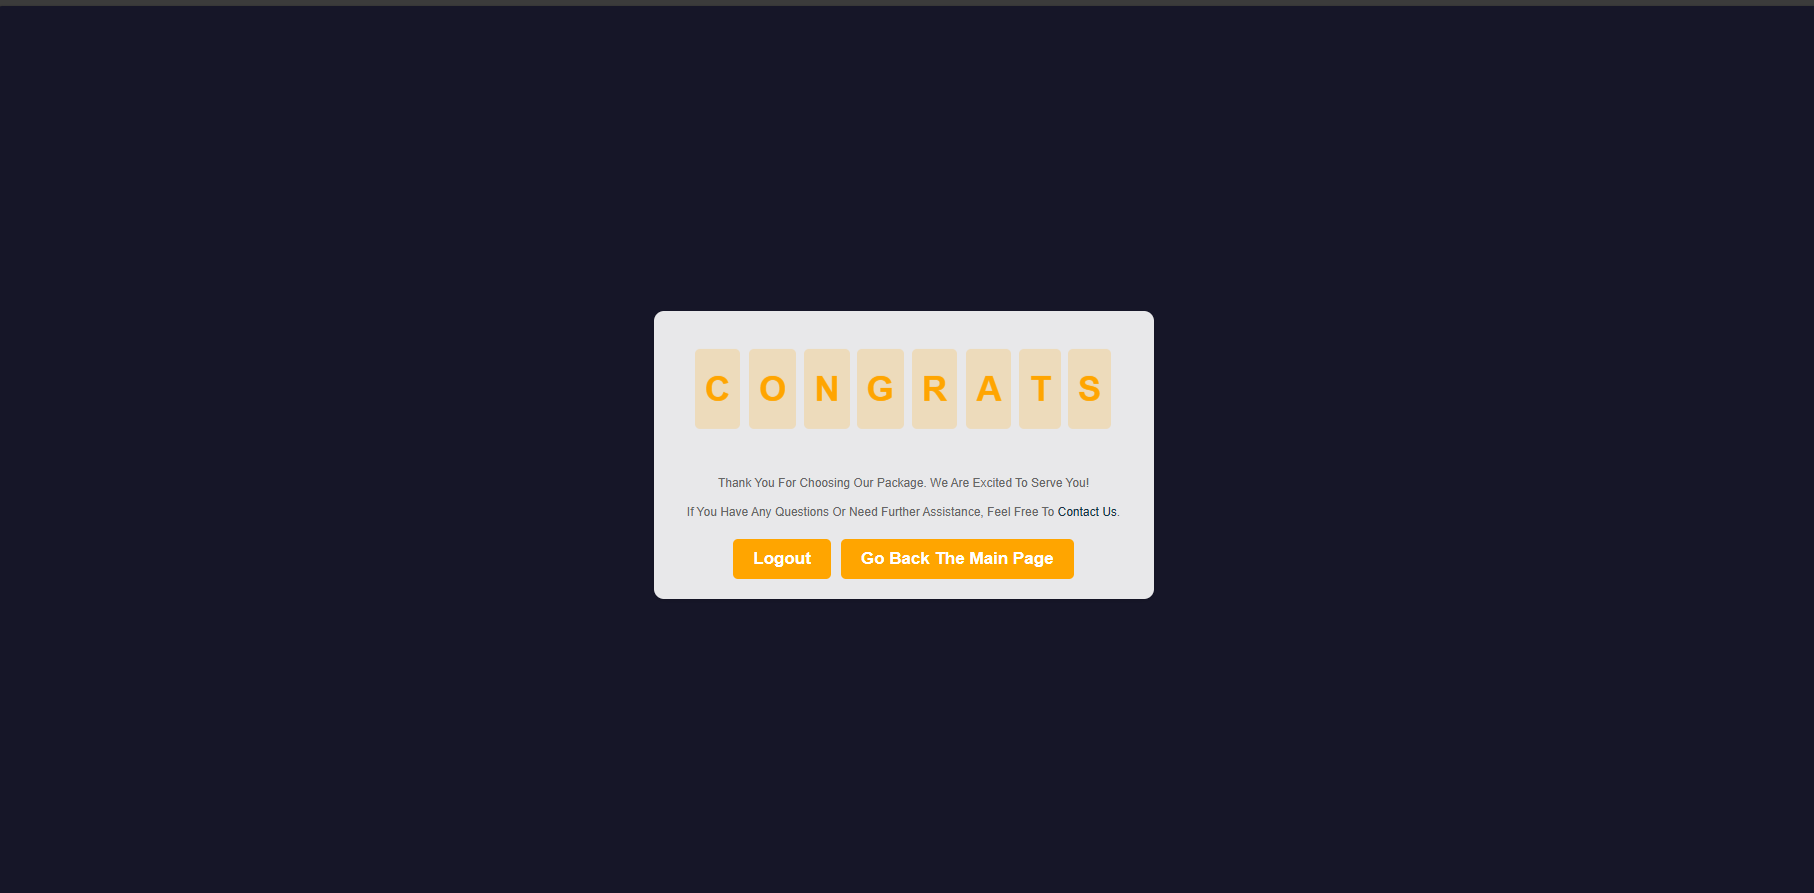 CONGRATS
Thank You For Choosing Our Package. We Are Excited To Serve You!
If You Have Any Questions Or Need Further Assistance, Feel Free To Contact Us.
Logout Go Back The Main Page